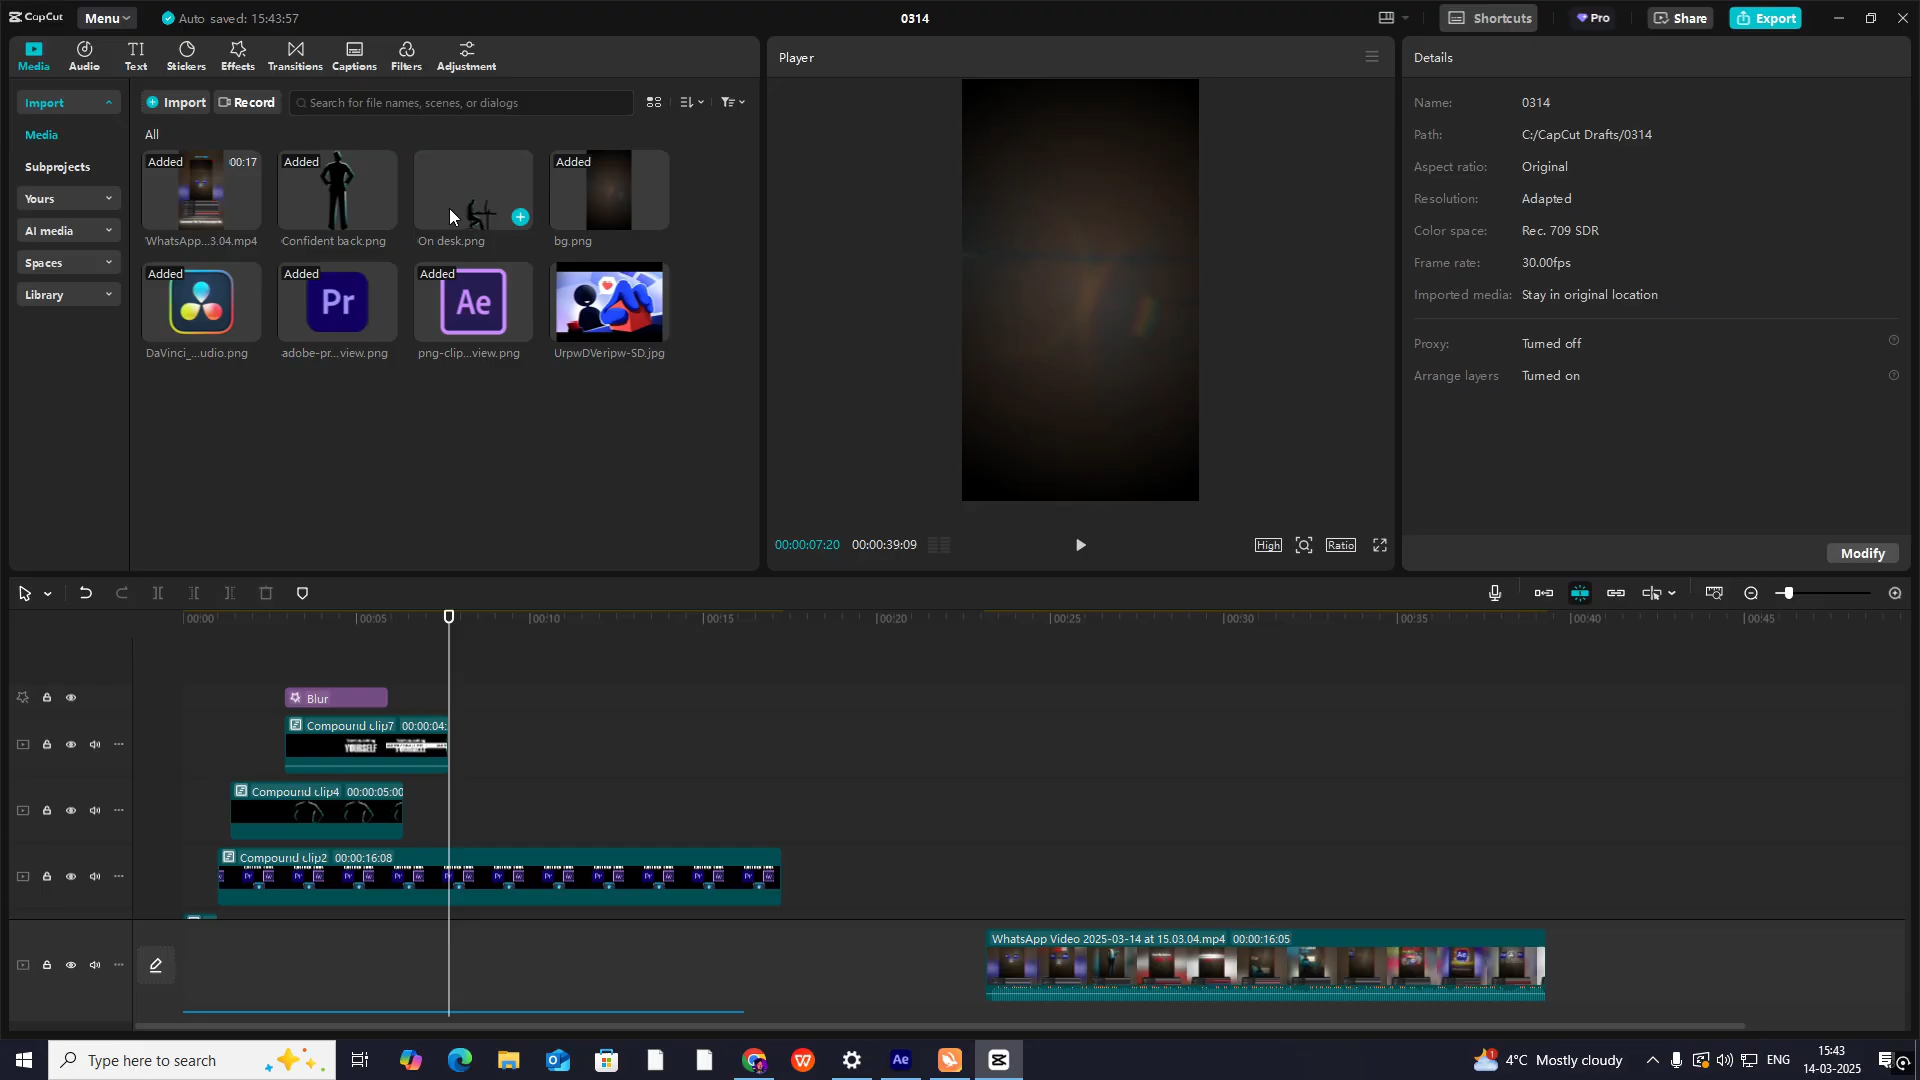 CapCut
Menu
Auto saved: 15:43:57
0314
Shortcuts
Pro
Share
Export
Media
Audio
Text
Stickers
Effects
Transitions
Captions
Filters
Adjustment
Player
Details
Import
Import
Record
Search for file names, scenes, or dialogs
Media
Subprojects
Yours
AI media
Spaces
Library
All
Added
00:17
Added
Added
WhatsApp...3.04.mp4
Confident back.png
On desk.png
bg.png
Added
Added
Added
Pr
Ae
DaVinci_...udio.png
adobe-pr...view.png
png-clip...view.png
UrpwDVeripw-SD.jpg
Name:
0314
Path:
C:/CapCut Drafts/0314
Aspect ratio:
Original
Resolution:
Adapted
Color space:
Rec. 709 SDR
Frame rate:
30.00fps
Imported media:
Stay in original location
Proxy:
Turned off
Arrange layers
Turned on
00:00:07:20
00:00:39:09
High
Ratio
Modify
00:00
00:05
00:10
00:15
00:20
00:25
00:30
00:35
00:40
00:45
Blur
Compound clip7 00:00:04:
YOURSELF
Compound clip4 00:00:05:00
Compound clip2 00:00:16:08
Pr
WhatsApp Video 2025-03-14 at 15.03.04.mp4 00:00:16:05
Type here to search
Ae
1
4°C Mostly cloudy
ENG
15:43
14-03-2025